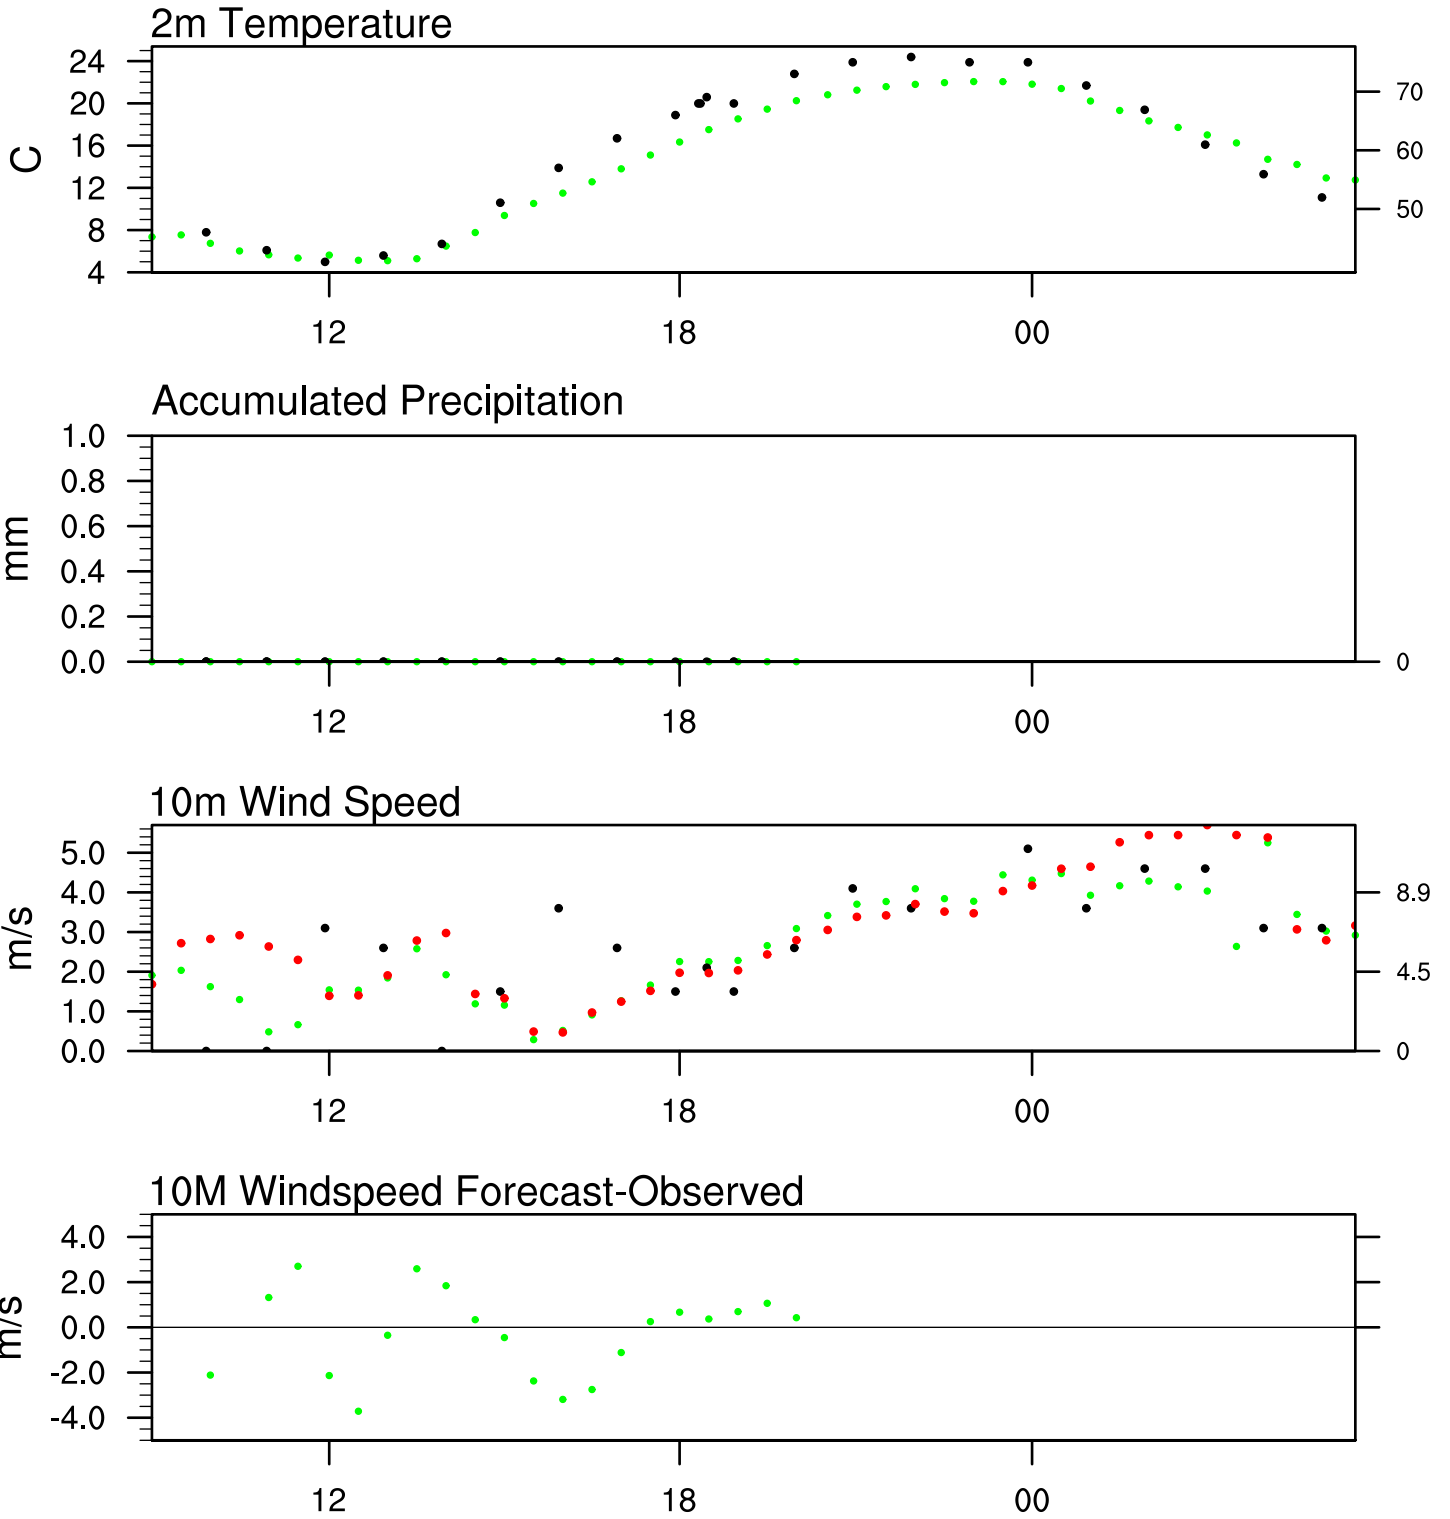 2m Temperature
24
20
70
16
60
C
12
50
8
4
12 18 00
Accumulated Precipitation
1.0
0.8
0.6
mm
0.4
0.2
0.0 0
12 18 00
10m Wind Speed
5.0
4.0 8.9
3.0
m/s
2.0 4.5
1.0
0.0 0
12 18 00
10M Windspeed Forecast-Observed
4.0
2.0
0.0
m/s
-2.0
-4.0
12 18 00